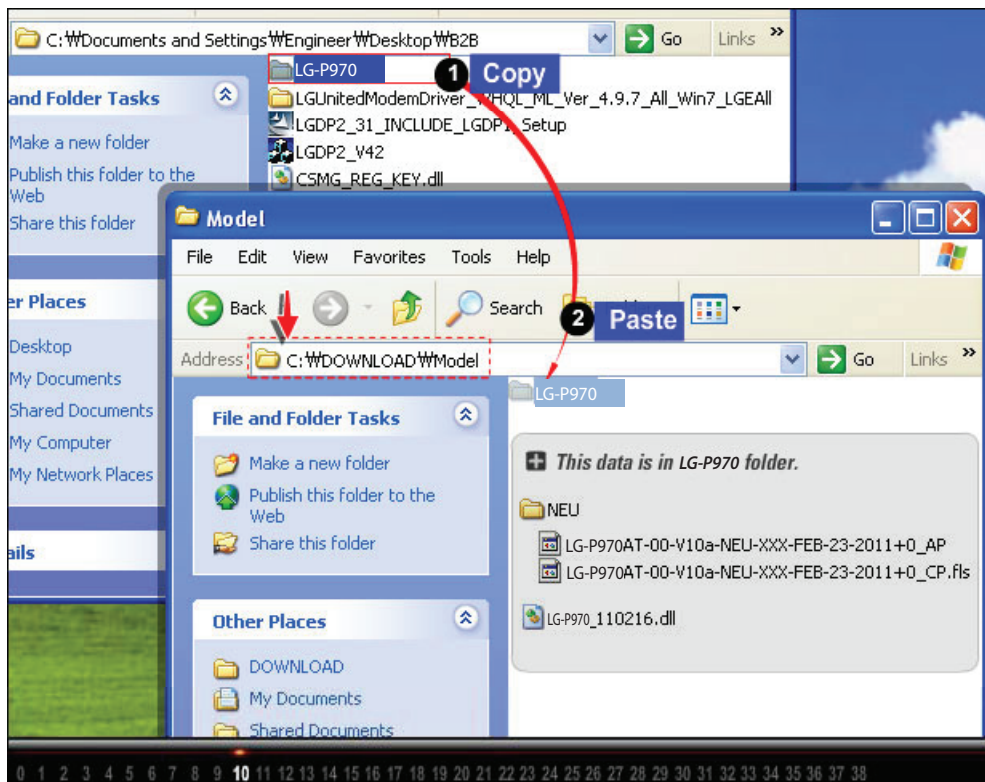 C:₩Documents and Settings₩Engineer₩Desktop₩B2B
Go
Links »
LG-P970
1 Copy
and Folder Tasks
LGUnitedModemDriver_WHQL_ML_Ver_4.9.7_All_Win7_LGEAll
LGDP2_31_INCLUDE_LGDP1_Setup
Make a new folder
LGDP2_V42
Publish this folder to the
Web
CSMG_REG_KEY.dll
Share this folder
Model
File Edit View Favorites Tools Help
er Places
Back
Search
2 Paste
Desktop
Address C:₩DOWNLOAD₩Model
Go
Links »
My Documents
LG-P970
Shared Documents
File and Folder Tasks
My Computer
Make a new folder
This data is in LG-P970 folder.
My Network Places
Publish this folder to the
Web
NEU
Share this folder
LG-P970AT-00-V10a-NEU-XXX-FEB-23-2011+0_AP
ails
LG-P970AT-00-V10a-NEU-XXX-FEB-23-2011+0_CP.fls
Other Places
LG-P970_110216.dll
DOWNLOAD
My Documents
Shared Documents
0 1 2 3 4 5 6 7 8 9 10 11 12 13 14 15 16 17 18 19 20 21 22 23 24 25 26 27 28 29 30 31 32 33 34 35 36 37 38